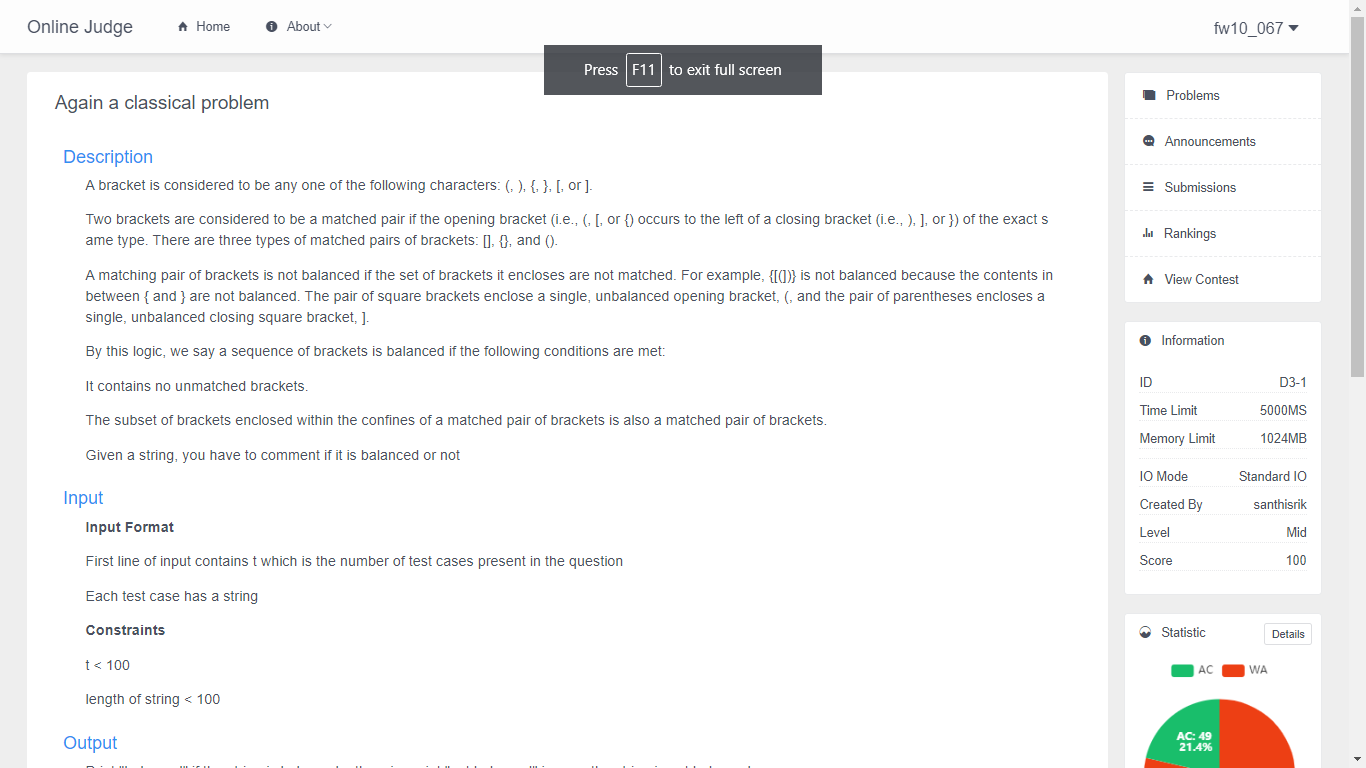 Online Judge
Home
About
fw10_067
Press F11 to exit full screen
Again a classical problem
Description
A bracket is considered to be any one of the following characters: (, ), {, }, [, or ].
Two brackets are considered to be a matched pair if the opening bracket (i.e., (, [, or {) occurs to the left of a closing bracket (i.e., ), ], or }) of the exact s
ame type. There are three types of matched pairs of brackets: [], {}, and ().
A matching pair of brackets is not balanced if the set of brackets it encloses are not matched. For example, {[(])} is not balanced because the contents in
between { and } are not balanced. The pair of square brackets enclose a single, unbalanced opening bracket, (, and the pair of parentheses encloses a
single, unbalanced closing square bracket, ].
By this logic, we say a sequence of brackets is balanced if the following conditions are met:
It contains no unmatched brackets.
The subset of brackets enclosed within the confines of a matched pair of brackets is also a matched pair of brackets.
Given a string, you have to comment if it is balanced or not
Input
Input Format
First line of input contains t which is the number of test cases present in the question
Each test case has a string
Constraints
t < 100
length of string < 100
Output
Problems
Announcements
Submissions
Rankings
View Contest
Information
ID D3-1
Time Limit 5000MS
Memory Limit 1024MB
IO Mode Standard IO
Created By santhisrik
Level Mid
Score 100
Statistic
Details
AC WA
AC: 49
21.4%